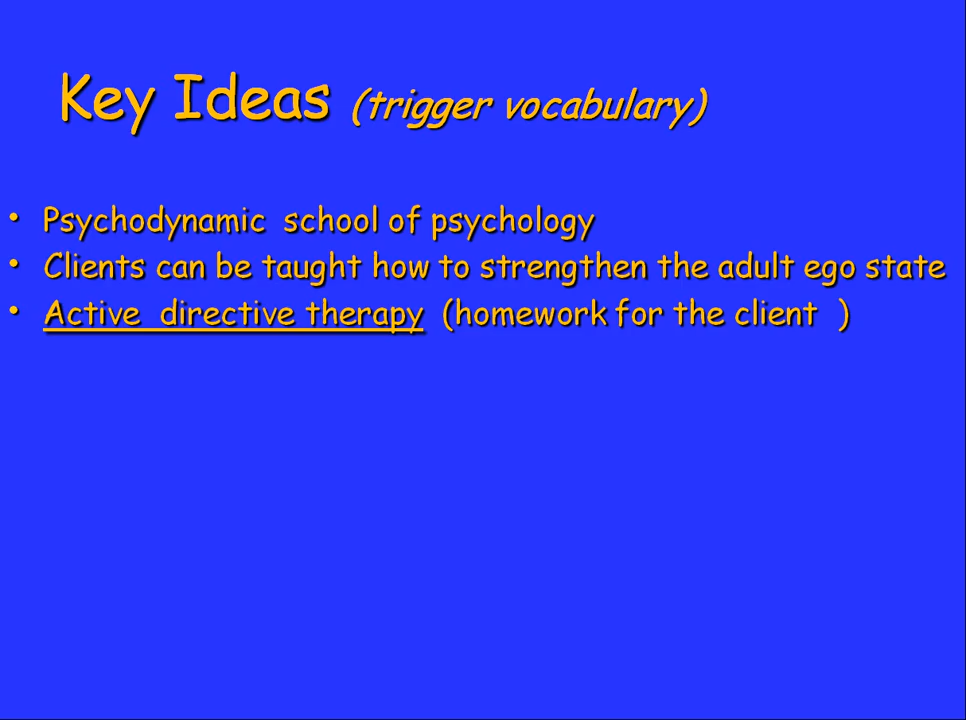 Key Ideas (trigger vocabulary)
• Psychodynamic school of psychology
• Clients can be taught how to strengthen the adult ego state
• Active directive therapy (homework for the client )